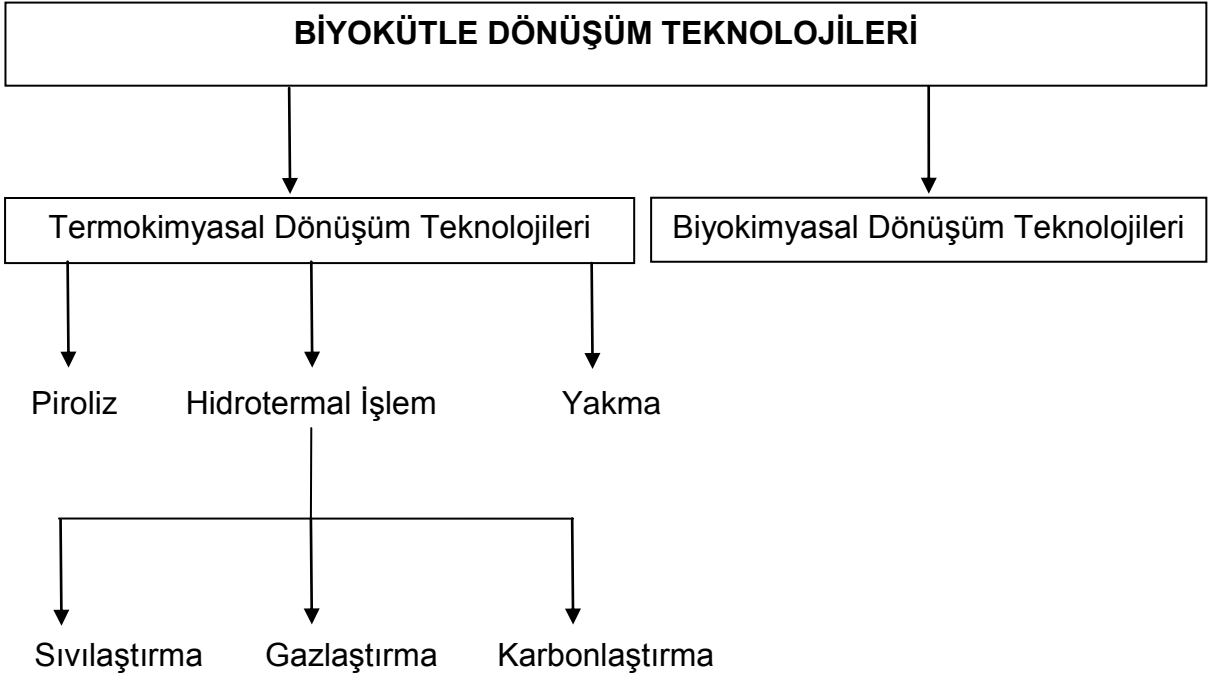 BİYOKÜTLE DÖNÜŞÜM TEKNOLOJİLERİ
Termokimyasal Dönüşüm Teknolojileri
Biyokimyasal Dönüşüm Teknolojileri
Piroliz
Hidrotermal İşlem
Yakma
Sıvılaştırma
Gazlaştırma
Karbonlaştırma